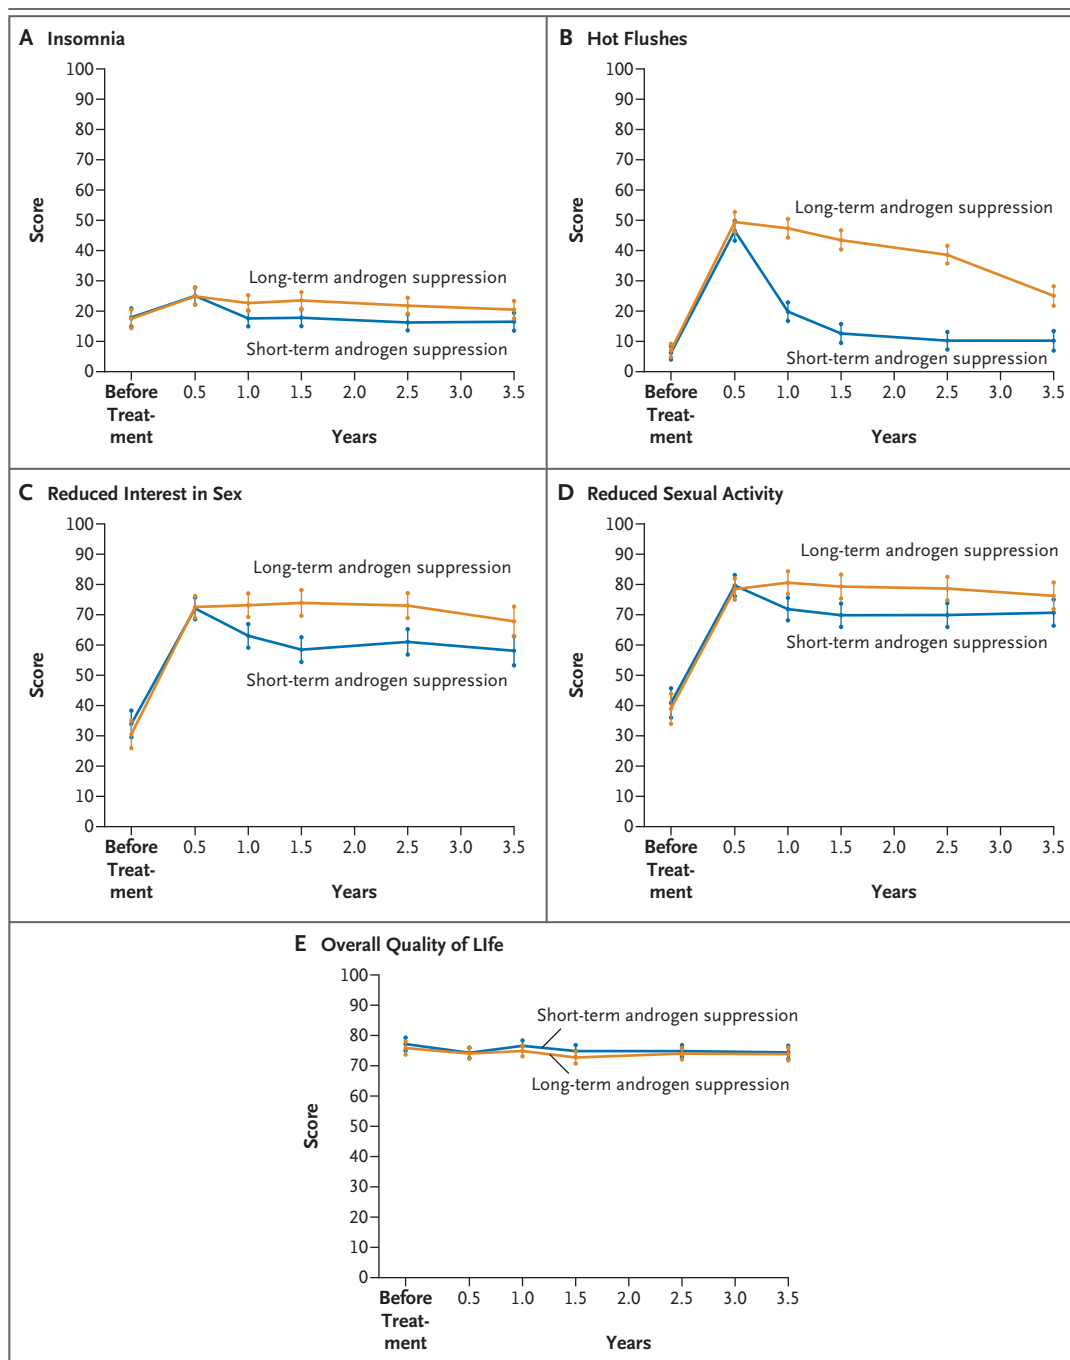 A Insomnia
100
90
80
70
60
50
40
30
20
10
0
Score
Long-term androgen suppression
Short-term androgen suppression
Before
Treat-
ment
0.5 1.0 1.5 2.0 2.5 3.0 3.5
Years
B Hot Flushes
100
90
80
70
60
50
40
30
20
10
0
Score
Long-term androgen suppression
Short-term androgen suppression
Before
Treat-
ment
0.5 1.0 1.5 2.0 2.5 3.0 3.5
Years
C Reduced Interest in Sex
100
90
80
70
60
50
40
30
20
10
0
Score
Long-term androgen suppression
Short-term androgen suppression
Before
Treat-
ment
0.5 1.0 1.5 2.0 2.5 3.0 3.5
Years
D Reduced Sexual Activity
100
90
80
70
60
50
40
30
20
10
0
Score
Long-term androgen suppression
Short-term androgen suppression
Before
Treat-
ment
0.5 1.0 1.5 2.0 2.5 3.0 3.5
Years
E Overall Quality of LIfe
100
90
80
70
60
50
40
30
20
10
0
Score
Short-term androgen suppression
Long-term androgen suppression
Before
Treat-
ment
0.5 1.0 1.5 2.0 2.5 3.0 3.5
Years